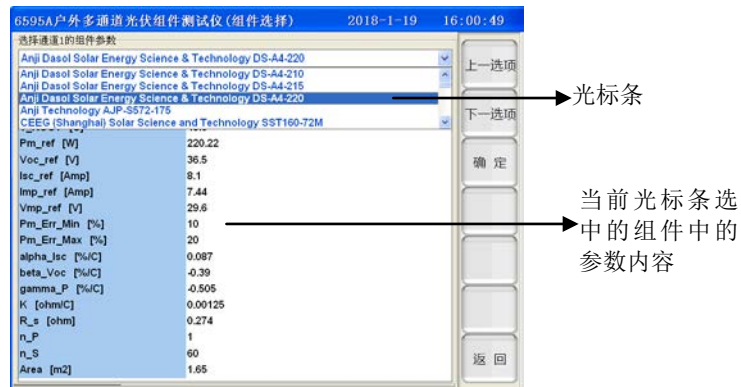 6595A户外多通道光伏组件测试仪(组件选择) 2018-1-19 16:00:49
选择通道1的组件参数
Anji Dasol Solar Energy Science & Technology DS-A4-220
Anji Dasol Solar Energy Science & Technology DS-A4-210
Anji Dasol Solar Energy Science & Technology DS-A4-215
Anji Dasol Solar Energy Science & Technology DS-A4-220
Anji Technology AJP-S572-175
CEEG (Shanghai) Solar Science and Technology SST160-72M
Pm_ref [W] 220.22
Voc_ref [V] 36.5
Isc_ref [Amp] 8.1
Imp_ref [Amp] 7.44
Vmp_ref [V] 29.6
Pm_Err_Min [%] 10
Pm_Err_Max [%] 20
alpha_Isc [%/C] 0.087
beta_Voc [%/C] -0.39
gamma_P [%/C] -0.505
K [ohm/C] 0.00125
R_s [ohm] 0.274
n_P 1
n_S 60
Area [m2] 1.65
上一选项
下一选项
确 定
返 回
光标条
当前光标条选
中的组件中的
参数内容